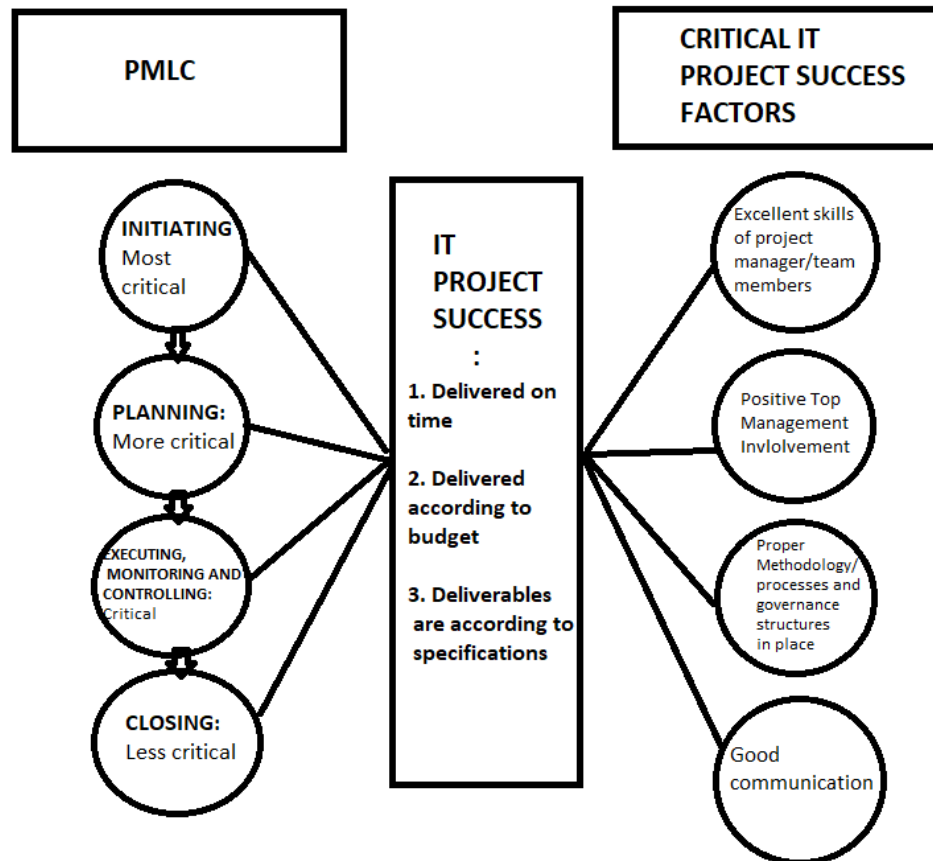 PMLC
CRITICAL IT
PROJECT SUCCESS
FACTORS
INITIATING
Most
critical
PLANNING:
More critical
EXECUTING,
MONITORING AND
CONTROLLING:
Critical
CLOSING:
Less critical
IT
PROJECT
SUCCESS
:
1. Delivered on
time
2. Delivered
according to
budget
3. Deliverables
are according to
specifications
Excellent skills
of project
manager/team
members
Positive Top
Management
Invlolvement
Proper
Methodology/
processes and
governance
structures
in place
Good
communication